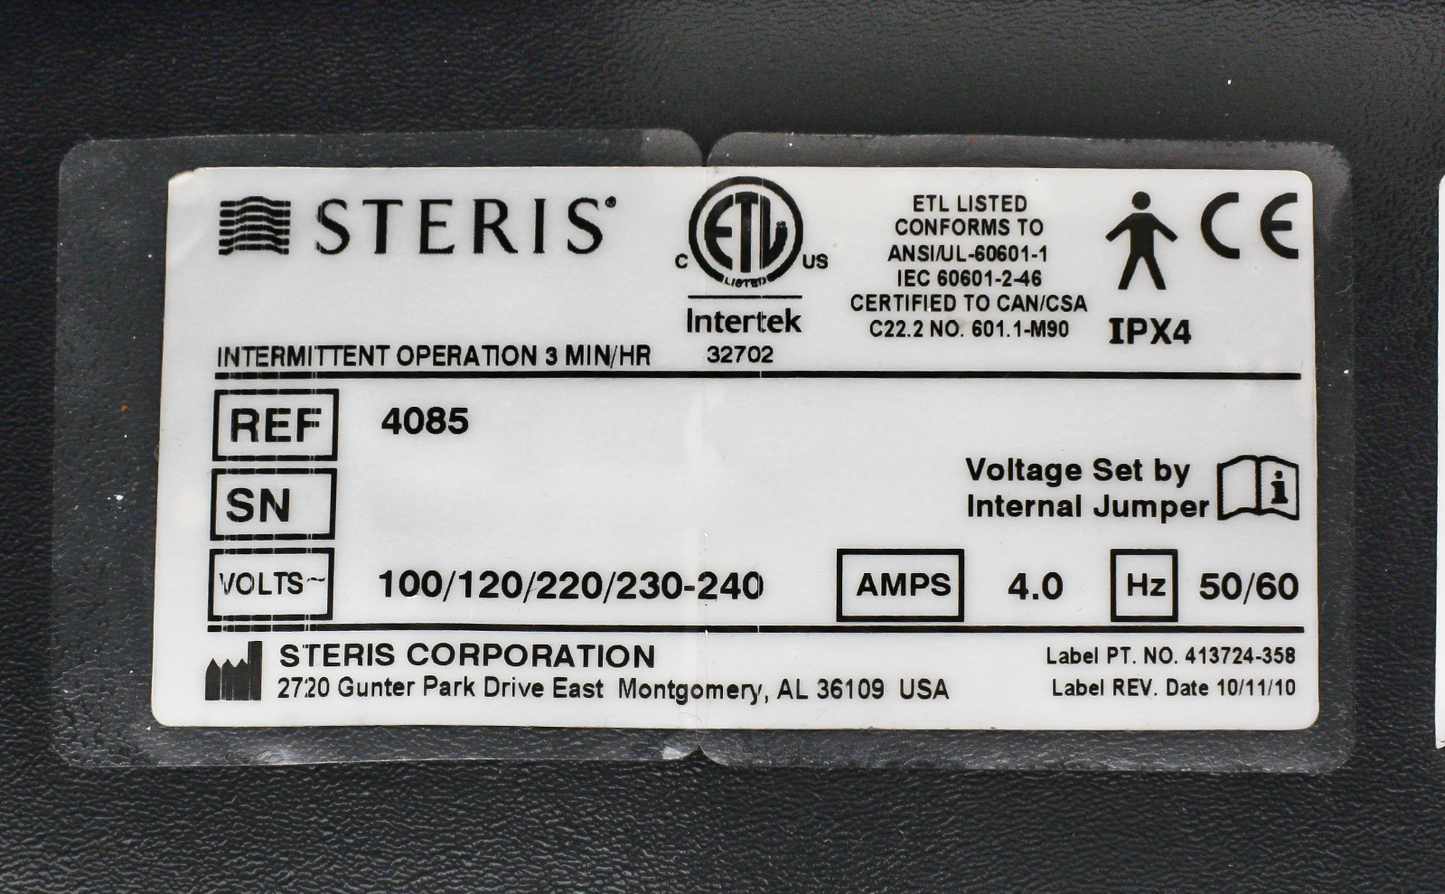 STERIS®
ETL
LISTED
C US
Intertek
32702
ETL LISTED
CONFORMS TO
ANSI/UL-60601-1
IEC 60601-2-46
CERTIFIED TO CAN/CSA
C22.2 NO. 601.1-M90
CE
IPX4
INTERMITTENT OPERATION 3 MIN/HR
REF 4085
SN
Voltage Set by
Internal Jumper
i
VOLTS~ 100/120/220/230-240 AMPS 4.0 Hz 50/60
STERIS CORPORATION
2720 Gunter Park Drive East Montgomery, AL 36109 USA
Label PT. NO. 413724-358
Label REV. Date 10/11/10